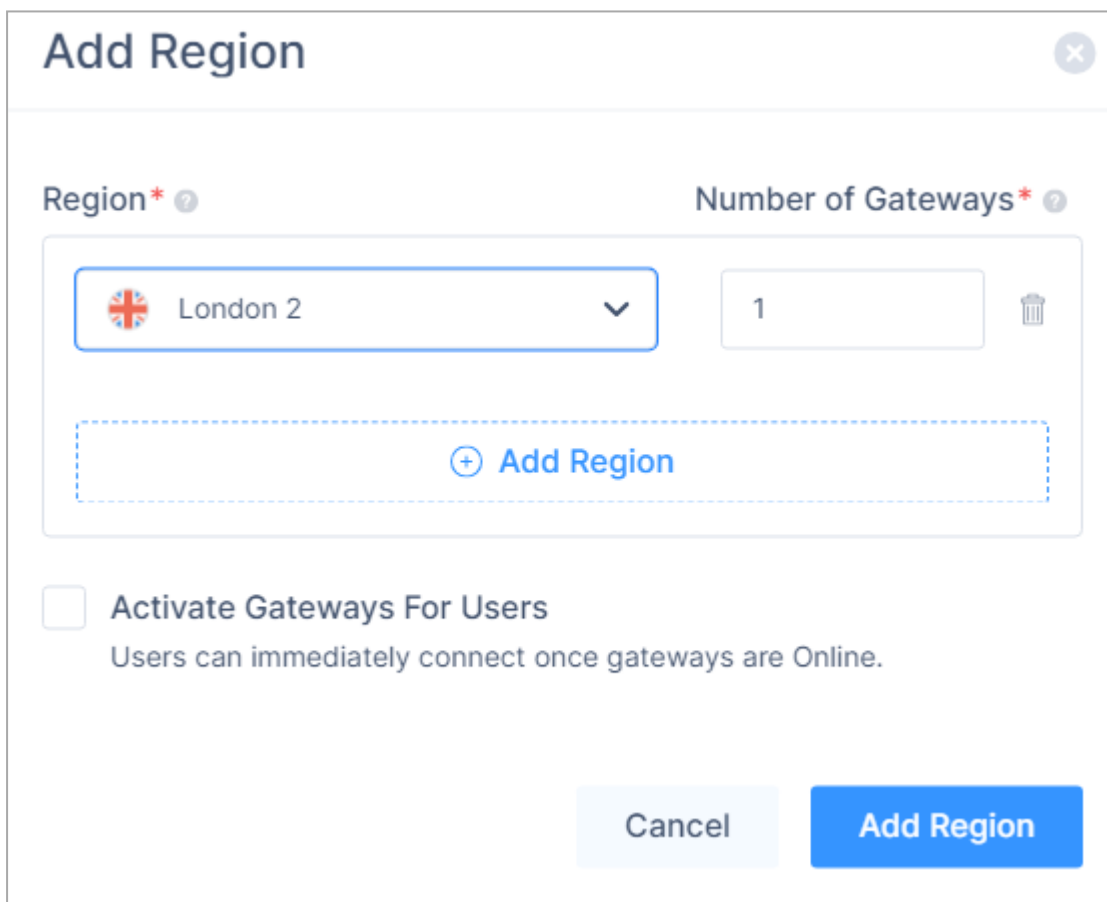 Add Region
Region* Number of Gateways*
London 2 1
Add Region
Activate Gateways For Users
Users can immediately connect once gateways are Online.
Cancel Add Region